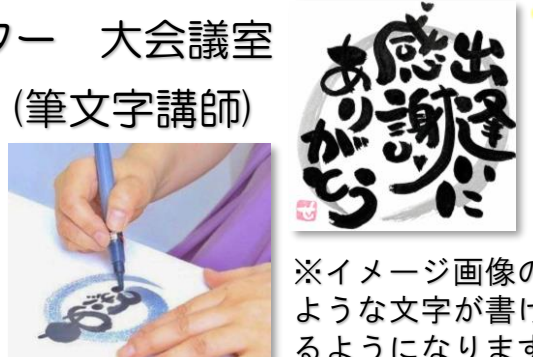 ター　大会議室
(筆文字講師)
出逢いに
感謝
ありがとう
※イメージ画像の
ような文字が書け
るようになります